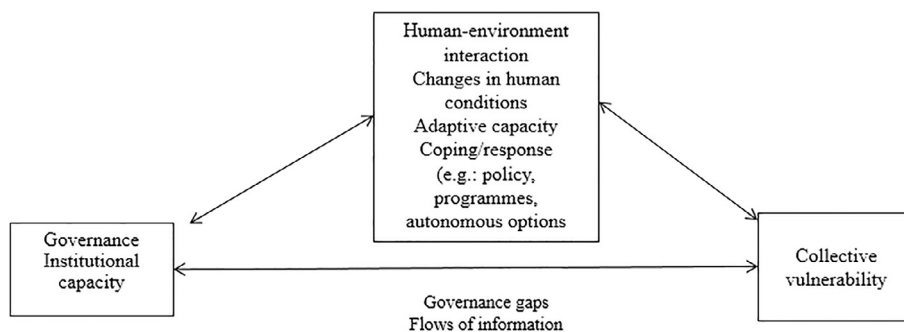 Human-environment
interaction
Changes in human
conditions
Adaptive capacity
Coping/response
(e.g.: policy,
programmes,
autonomous options
Governance
Institutional
capacity
Collective
vulnerability
Governance gaps
Flows of information